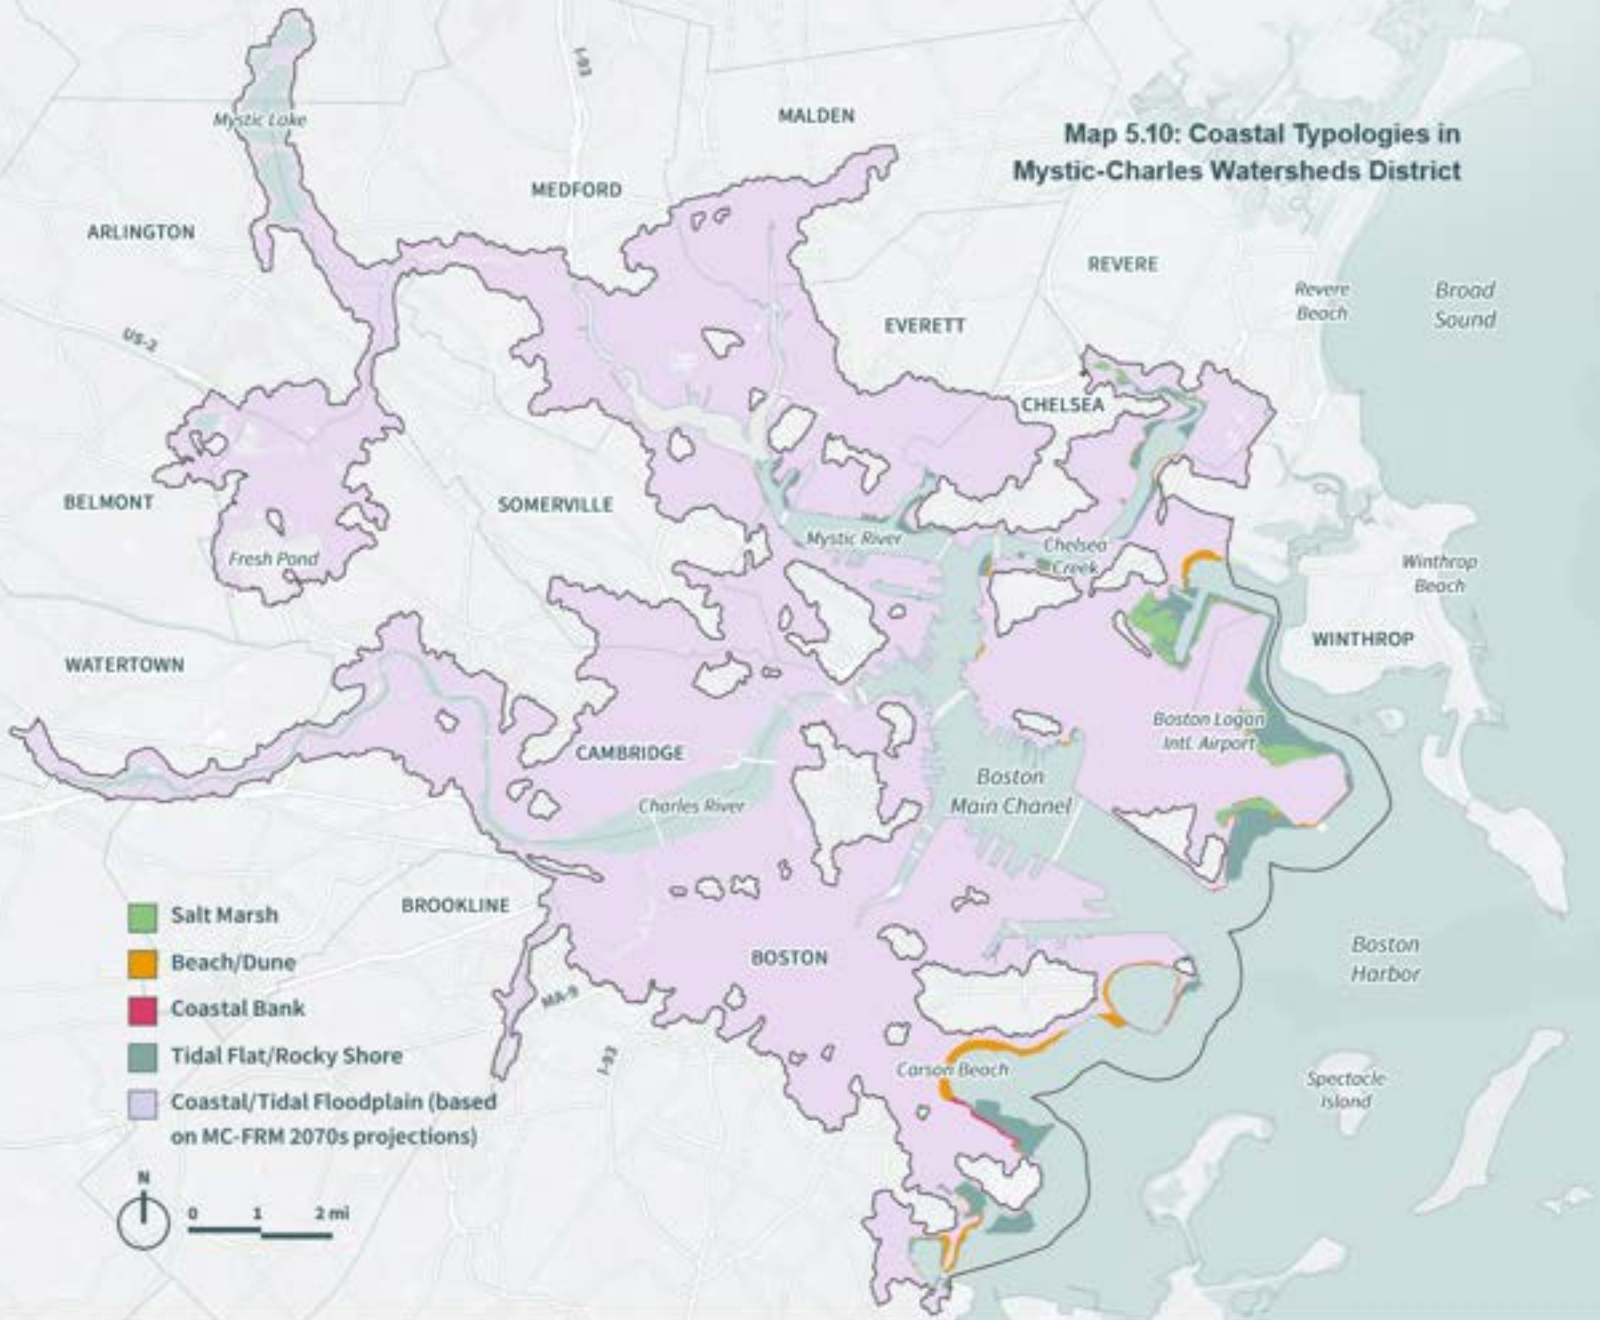 Mystic Lake
I-93
MALDEN
Map 5.10: Coastal Typologies in
Mystic-Charles Watersheds District
MEDFORD
ARLINGTON
REVERE
Revere
Beach
Broad
Sound
EVERETT
US-2
CHELSEA
BELMONT
SOMERVILLE
Mystic River
Chelsea
Creek
Fresh Pond
Winthrop
Beach
WINTHROP
WATERTOWN
Boston Logan
Intl. Airport
CAMBRIDGE
Boston
Main Chanel
Charles River
BROOKLINE
Salt Marsh
Beach/Dune
Coastal Bank
Tidal Flat/Rocky Shore
Coastal/Tidal Floodplain (based
on MC-FRM 2070s projections)
BOSTON
Boston
Harbor
MA-9
I-93
Carson Beach
Spectacle
Island
N
0 1 2 mi